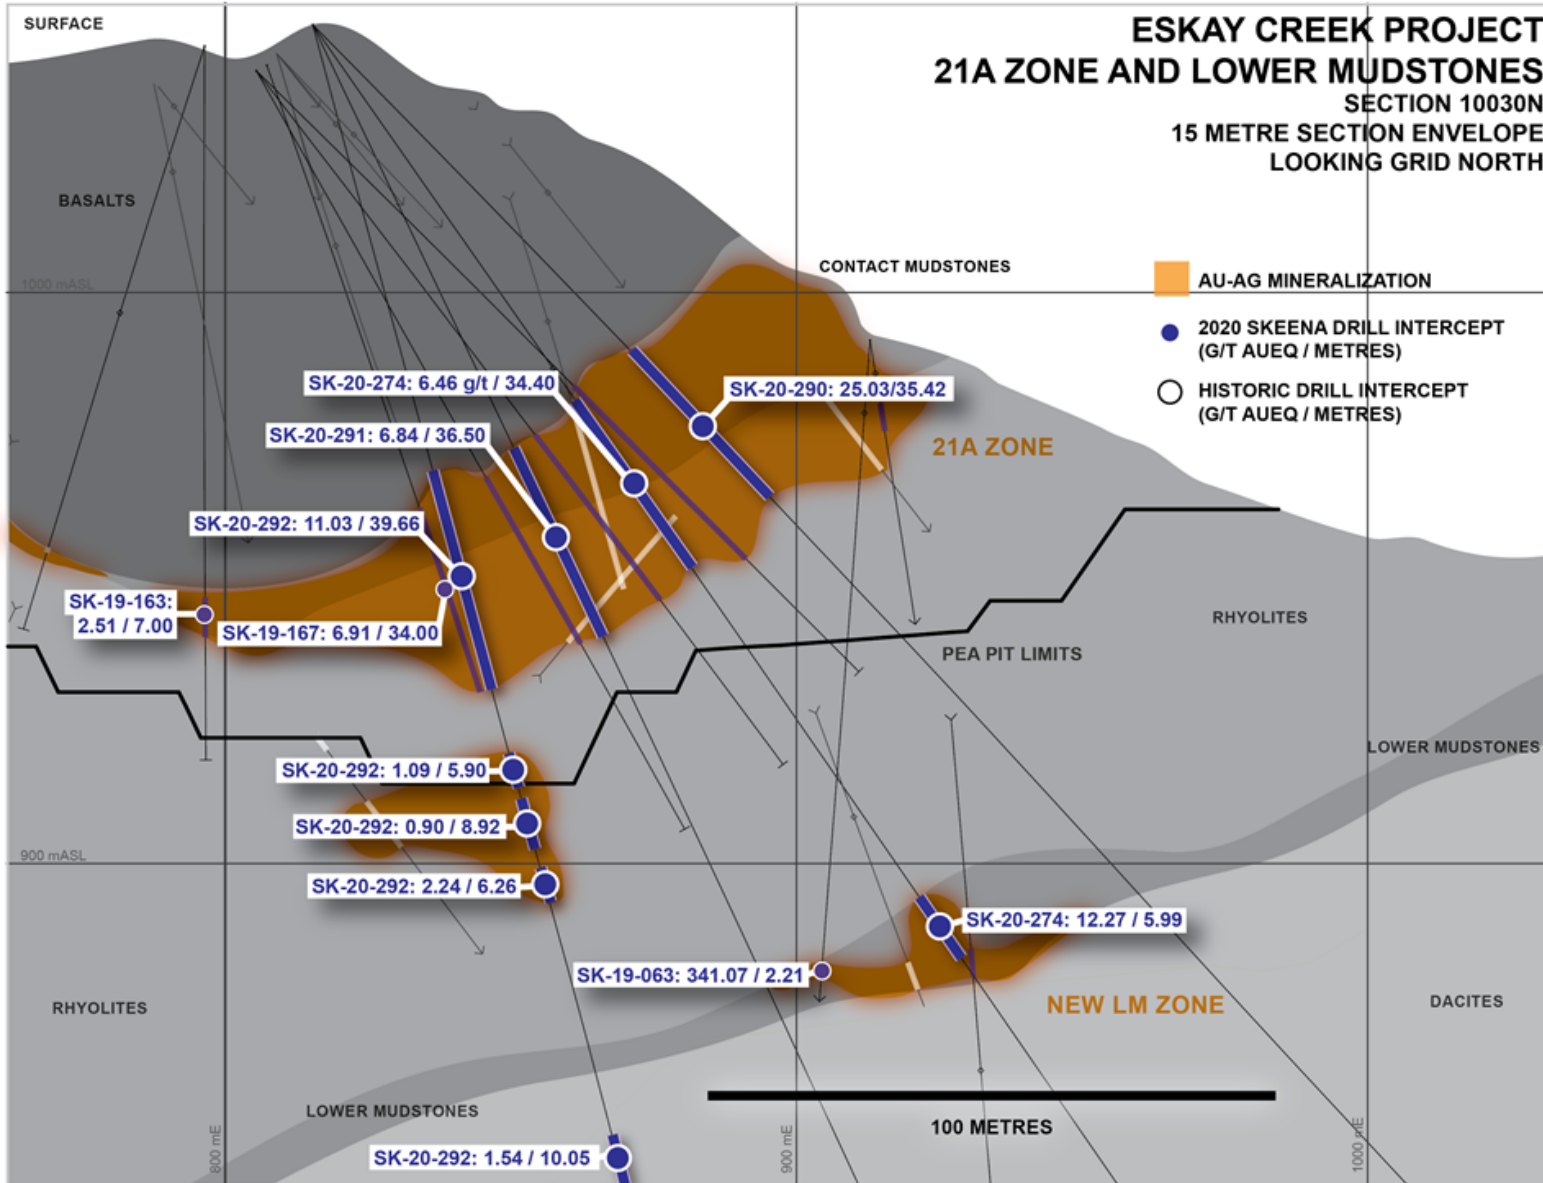 SURFACE
ESKAY CREEK PROJECT
21A ZONE AND LOWER MUDSTONES
SECTION 10030N
15 METRE SECTION ENVELOPE
LOOKING GRID NORTH
BASALTS
CONTACT MUDSTONES
1000 mASL
AU-AG MINERALIZATION
2020 SKEENA DRILL INTERCEPT
(G/T AUEQ / METRES)
HISTORIC DRILL INTERCEPT
(G/T AUEQ / METRES)
SK-20-274: 6.46 g/t / 34.40
SK-20-290: 25.03/35.42
SK-20-291: 6.84 / 36.50
21A ZONE
SK-20-292: 11.03 / 39.66
SK-19-163:
2.51 / 7.00
SK-19-167: 6.91 / 34.00
RHYOLITES
PEA PIT LIMITS
LOWER MUDSTONES
SK-20-292: 1.09 / 5.90
SK-20-292: 0.90 / 8.92
900 mASL
SK-20-292: 2.24 / 6.26
SK-20-274: 12.27 / 5.99
SK-19-063: 341.07 / 2.21
RHYOLITES
NEW LM ZONE
DACITES
LOWER MUDSTONES
100 METRES
SK-20-292: 1.54 / 10.05
800 mE
900 mE
1000 mE